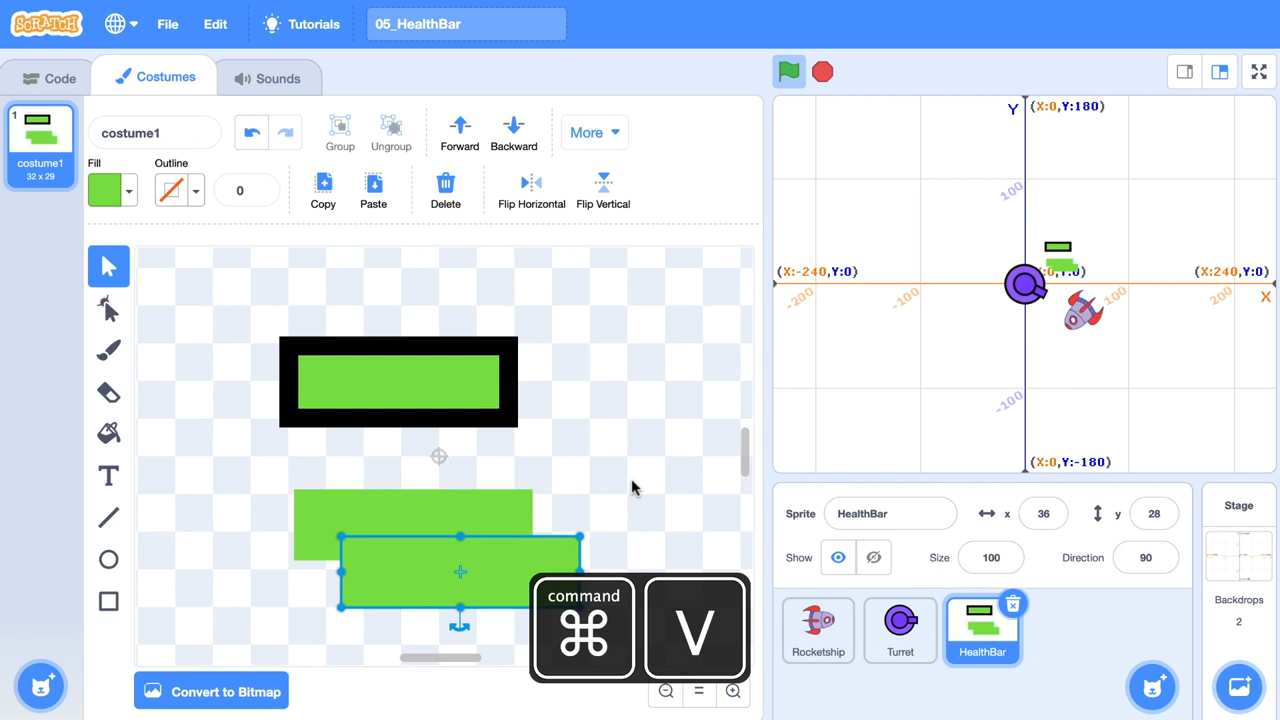 SCRATCH
File
Edit
Tutorials
05_HealthBar
Code
Costumes
Sounds
1
costume1
32 x 29
costume1
Group
Ungroup
Forward
Backward
More
Fill
Outline
0
Copy
Paste
Delete
Flip Horizontal
Flip Vertical
Convert to Bitmap
command
⌘
V
Y
(X:0,Y:180)
100
(X:-240,Y:0)
(X:240,Y:0)
-200
-100
100
200
X
-100
(X:0,Y:-180)
Sprite
HealthBar
x
36
y
28
Show
Size
100
Direction
90
Rocketship
Turret
HealthBar
Stage
Backdrops
2